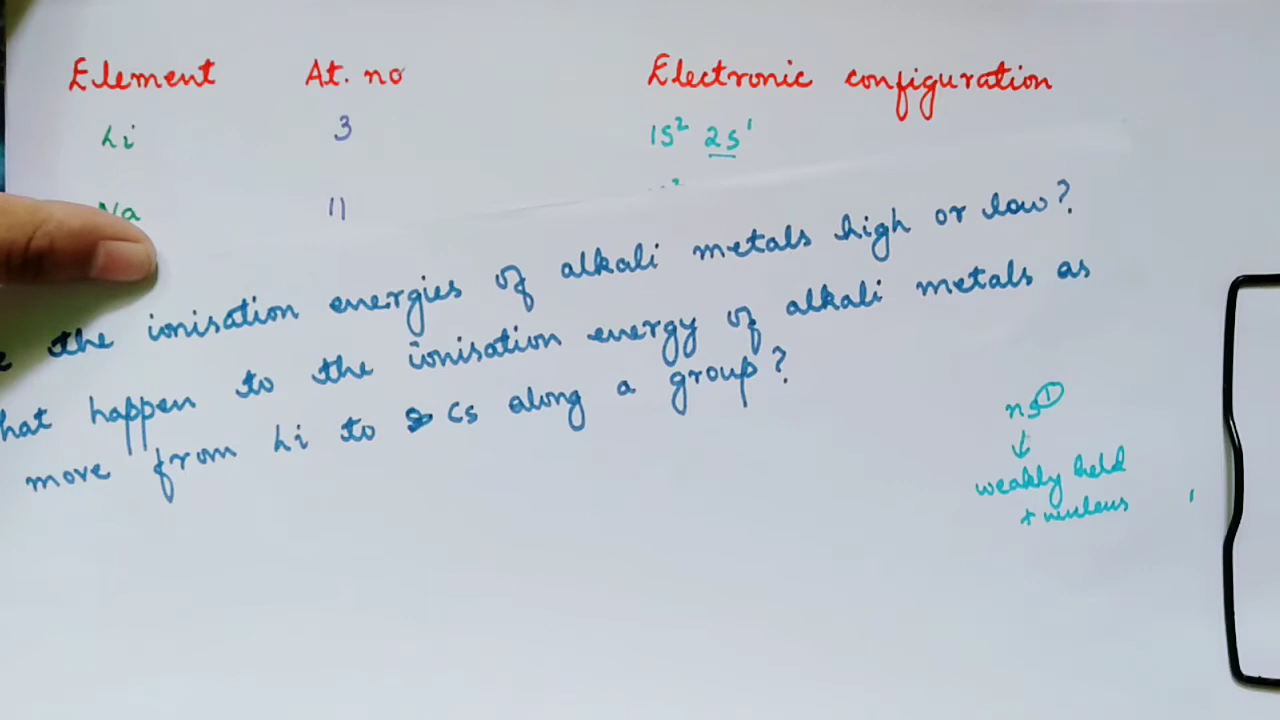 Element At. no Electronic configuration
Li 3 1s² 2s¹
Na 11
the ionisation energies of alkali metals high or low?
hat happen to the ionisation energy of alkali metals as
more from Li to Cs along a group?
ns¹
↓
weakly held
+ nucleus